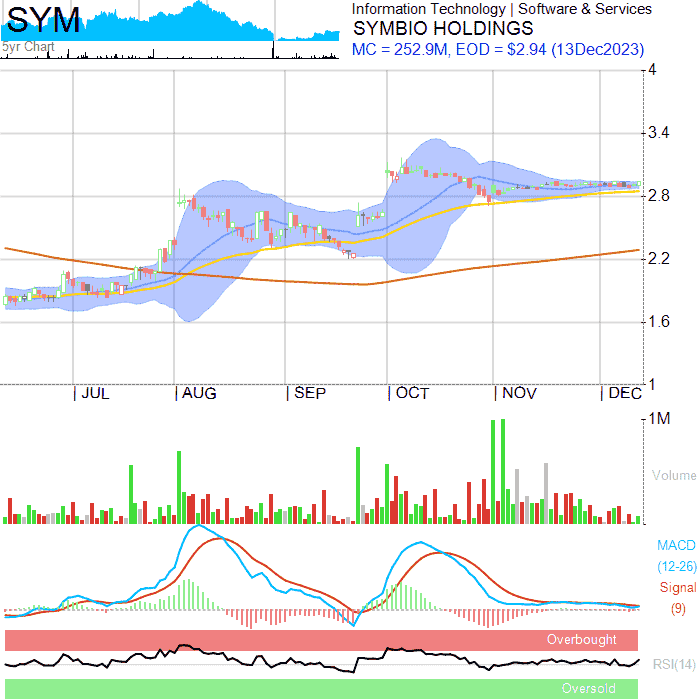 SYM
5yr Chart
Information Technology | Software & Services
SYMBIO HOLDINGS
MC = 252.9M, EOD = $2.94 (13Dec2023)
4
3.4
2.8
2.2
1.6
1
| JUL
| AUG
| SEP
| OCT
| NOV
| DEC
1M
Volume
MACD
(12-26)
Signal
(9)
Overbought
RSI(14)
Oversold